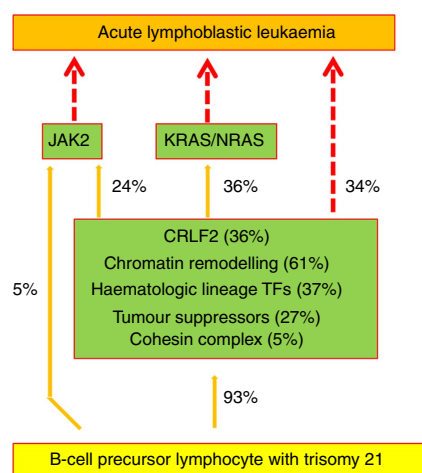 Acute lymphoblastic leukaemia
JAK2
KRAS/NRAS
24%
36%
34%
CRLF2 (36%)
Chromatin remodelling (61%)
Haematologic lineage TFs (37%)
Tumour suppressors (27%)
Cohesin complex (5%)
5%
93%
B-cell precursor lymphocyte with trisomy 21